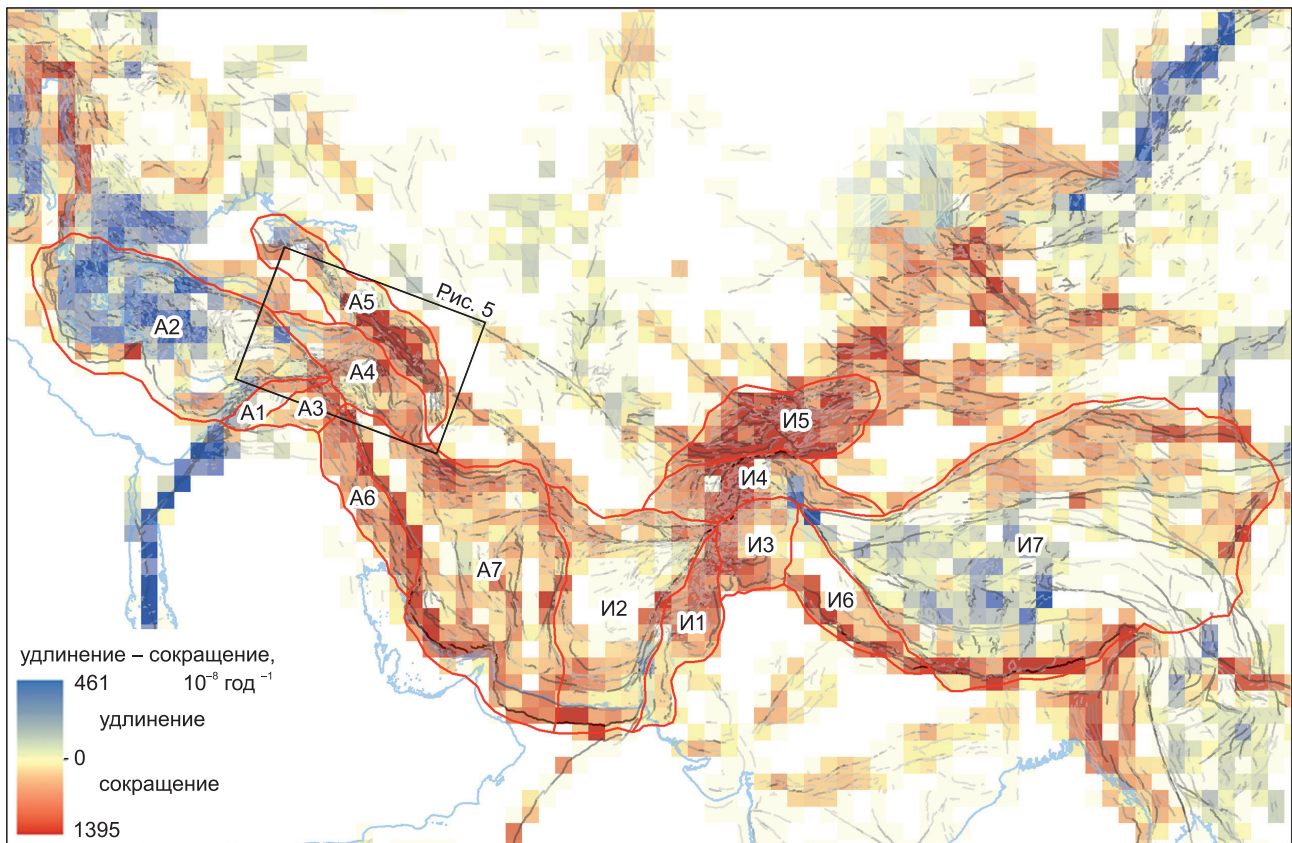 Рис. 5
А5
А2
А4
А1
А3
И5
А6
И4
И3
И7
А7
И2
И6
И1
удлинение – сокращение,
461 10⁻⁸ год ⁻¹
удлинение
0
сокращение
1395